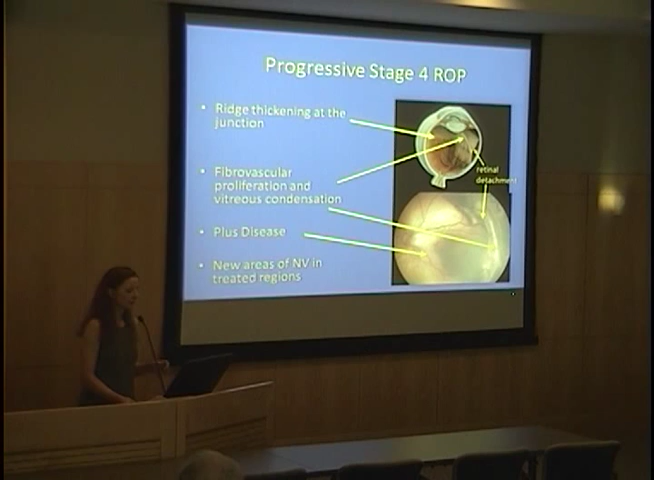 Progressive Stage 4 ROP
• Ridge thickening at the
junction
• Fibrovascular
proliferation and
vitreous condensation
• Plus Disease
• New areas of NV in
treated regions
retinal
detachment